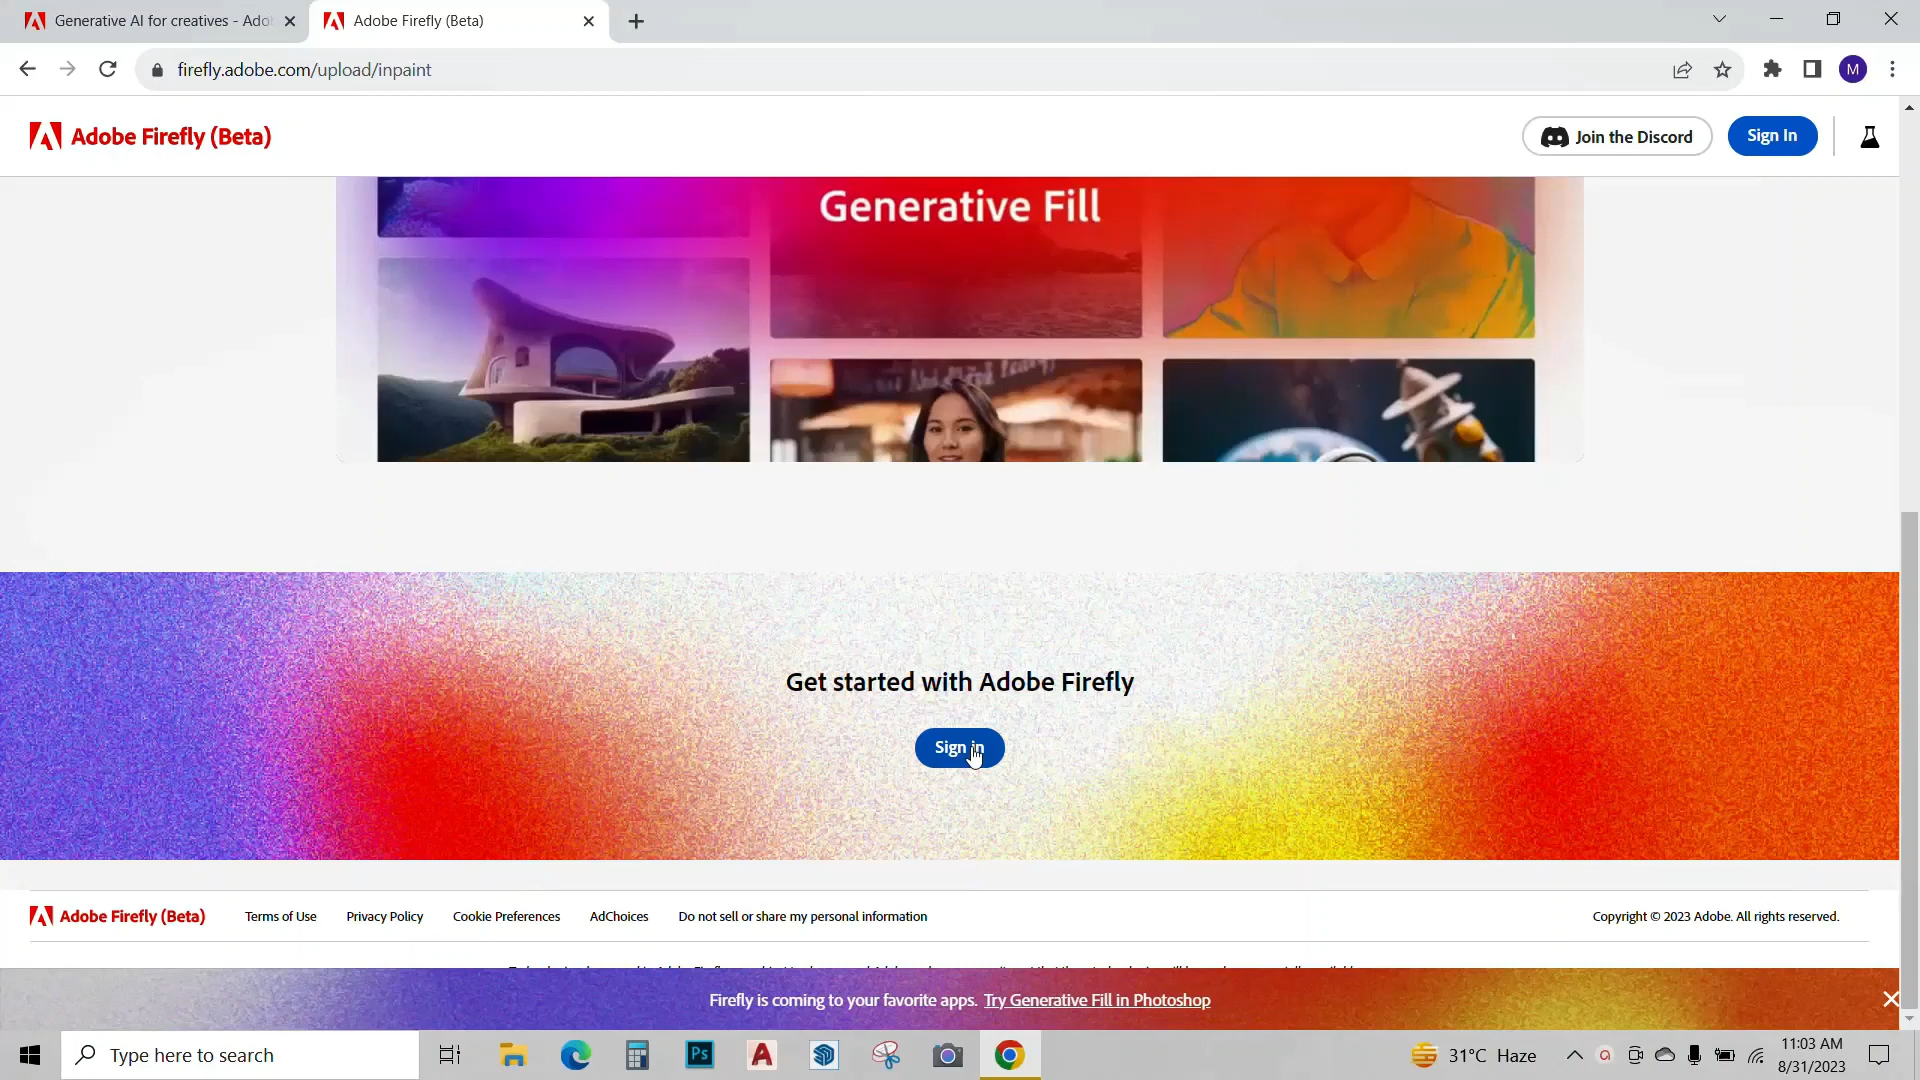 Generative AI for creatives - Ado
Adobe Firefly (Beta)
firefly.adobe.com/upload/inpaint
M
Adobe Firefly (Beta)
Join the Discord
Sign In
Generative Fill
Get started with Adobe Firefly
Sign in
Adobe Firefly (Beta)
Terms of Use
Privacy Policy
Cookie Preferences
AdChoices
Do not sell or share my personal information
Copyright © 2023 Adobe. All rights reserved.
Firefly is coming to your favorite apps. Try Generative Fill in Photoshop
Type here to search
Ps
31°C Haze
11:03 AM
8/31/2023